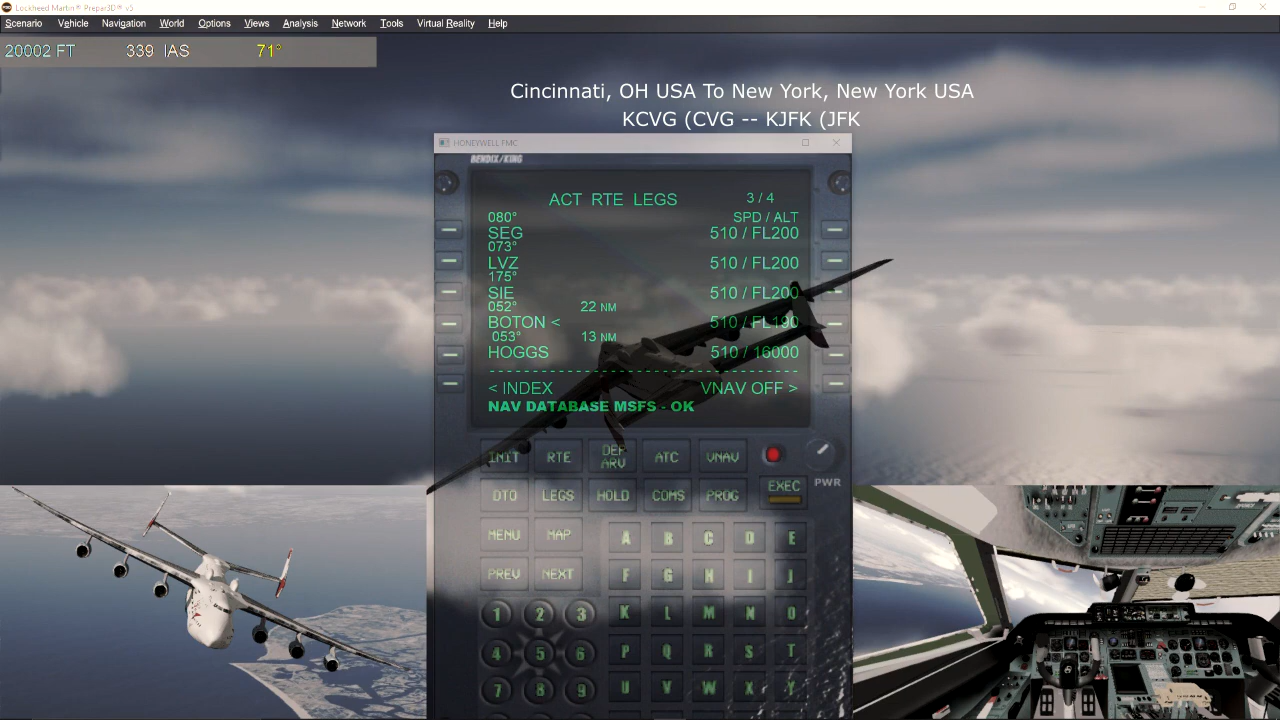 Lockheed Martin® Prepar3D® v5
Scenario Vehicle Navigation World Options Views Analysis Network Tools Virtual Reality Help
20002 FT 339 IAS 71°
Cincinnati, OH USA To New York, New York USA
KCVG (CVG -- KJFK (JFK
HONEYWELL FMC
BENDIX/KING
ACT RTE LEGS 3 / 4
080° SPD / ALT
SEG 510 / FL200
073°
LVZ 510 / FL200
175°
SIE 510 / FL200
052° 22 NM
BOTON < 510 / FL190
053° 13 NM
HOGGS 510 / 16000
< INDEX VNAV OFF >
NAV DATABASE MSFS - OK
INIT RTE DEP ARV ATC VNAV
PWR
DTO LEGS HOLD COMS PROG EXEC
MENU MAP A B C D E
PREV NEXT F G H I J
1 2 3 K L M N O
4 5 6 P Q R S T
7 8 9 U V W X Y